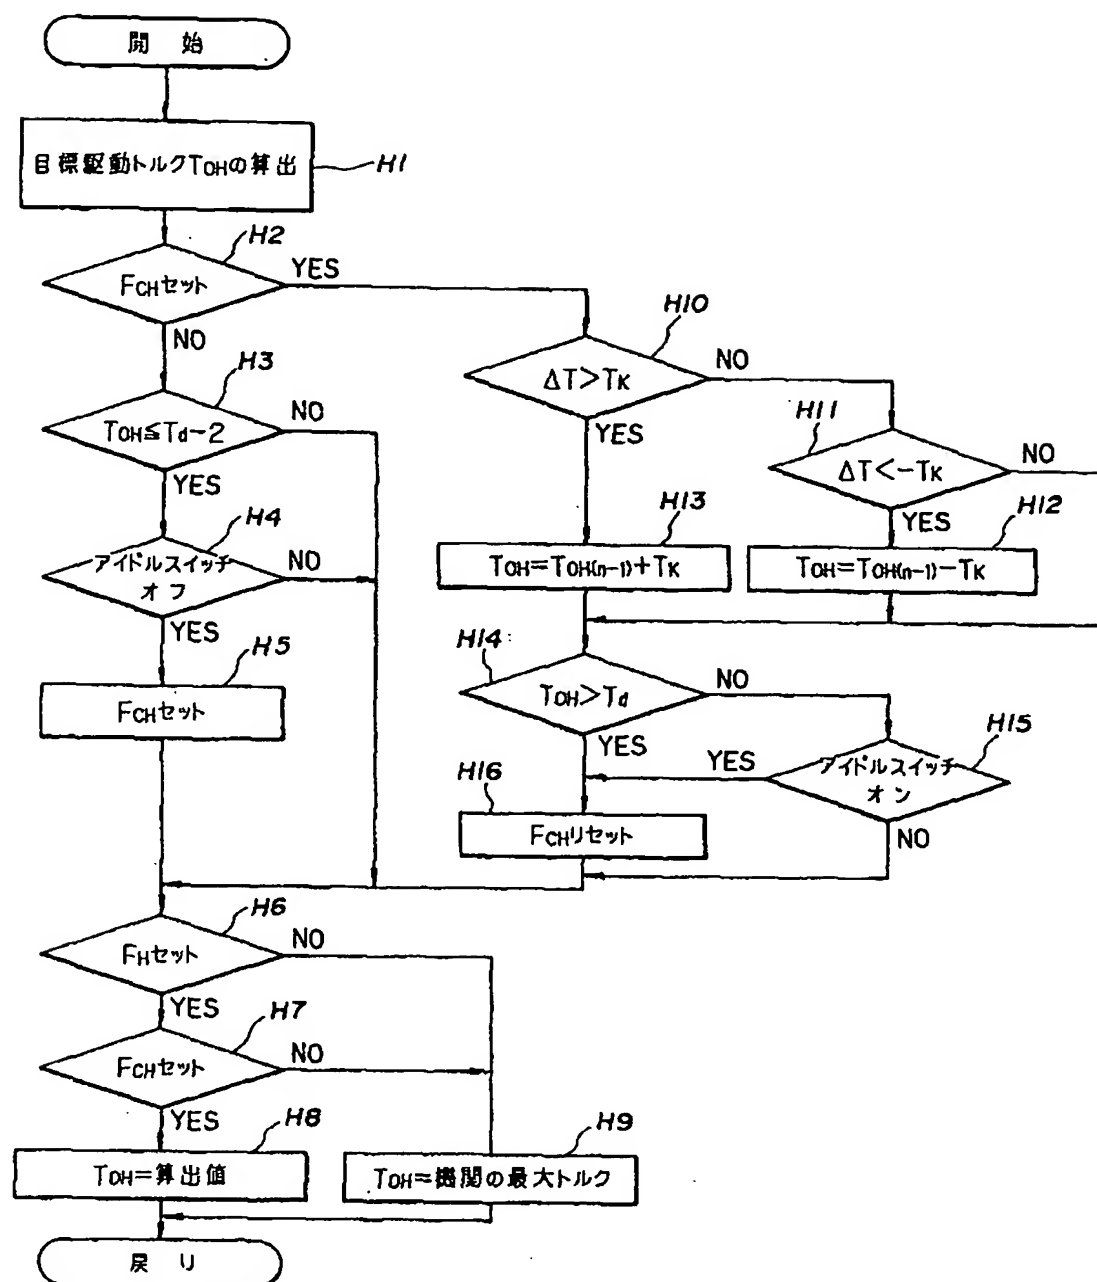 開始
目標駆動トルクTOHの算出
H1
H2
FCHセット
YES
NO
H3
TOH≦Td-2
NO
YES
H4
アイドルスイッチ
オフ
NO
YES
H5
FCHセット
H10
ΔT>TK
NO
YES
H11
ΔT<-TK
NO
YES
H13
TOH=TOH(n-1)+TK
H12
TOH=TOH(n-1)-TK
H14
TOH>Td
NO
YES
H15
アイドルスイッチ
オン
YES
NO
H16
FCHリセット
H6
FHセット
NO
YES
H7
FCHセット
NO
YES
H8
TOH=算出値
H9
TOH=機関の最大トルク
戻り